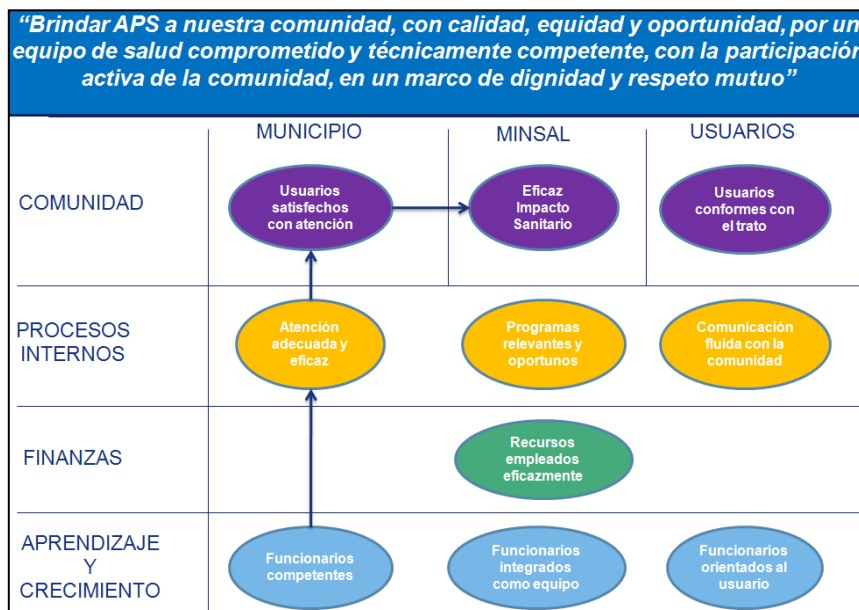 “Brindar APS a nuestra comunidad, con calidad, equidad y oportunidad, por un
equipo de salud comprometido y técnicamente competente, con la participación
activa de la comunidad, en un marco de dignidad y respeto mutuo”
MUNICIPIO
MINSAL
USUARIOS
COMUNIDAD
Usuarios
satisfechos
con atención
Eficaz
Impacto
Sanitario
Usuarios
conformes con
el trato
PROCESOS
INTERNOS
Atención
adecuada y
eficaz
Programas
relevantes y
oportunos
Comunicación
fluida con la
comunidad
FINANZAS
Recursos
empleados
eficazmente
APRENDIZAJE
Y
CRECIMIENTO
Funcionarios
competentes
Funcionarios
integrados
como equipo
Funcionarios
orientados al
usuario